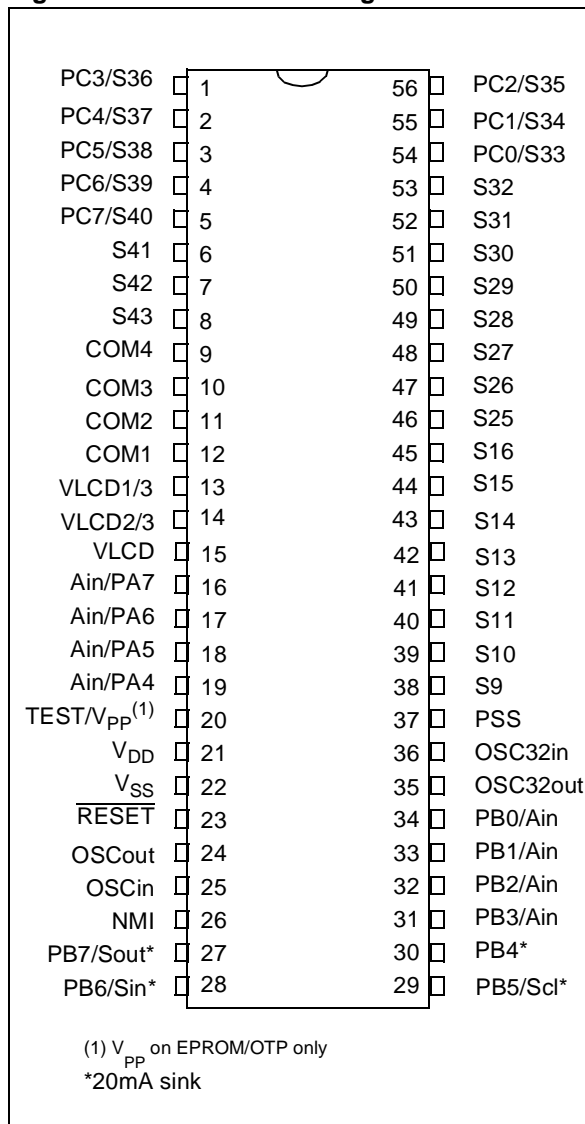 PC3/S36 1 56 PC2/S35
PC4/S37 2 55 PC1/S34
PC5/S38 3 54 PC0/S33
PC6/S39 4 53 S32
PC7/S40 5 52 S31
S41 6 51 S30
S42 7 50 S29
S43 8 49 S28
COM4 9 48 S27
COM3 10 47 S26
COM2 11 46 S25
COM1 12 45 S16
VLCD1/3 13 44 S15
VLCD2/3 14 43 S14
VLCD 15 42 S13
Ain/PA7 16 41 S12
Ain/PA6 17 40 S11
Ain/PA5 18 39 S10
Ain/PA4 19 38 S9
TEST/VPP(1) 20 37 PSS
VDD 21 36 OSC32in
VSS 22 35 OSC32out
RESET 23 34 PB0/Ain
OSCout 24 33 PB1/Ain
OSCin 25 32 PB2/Ain
NMI 26 31 PB3/Ain
PB7/Sout* 27 30 PB4*
PB6/Sin* 28 29 PB5/Scl*
(1) VPP on EPROM/OTP only
*20mA sink